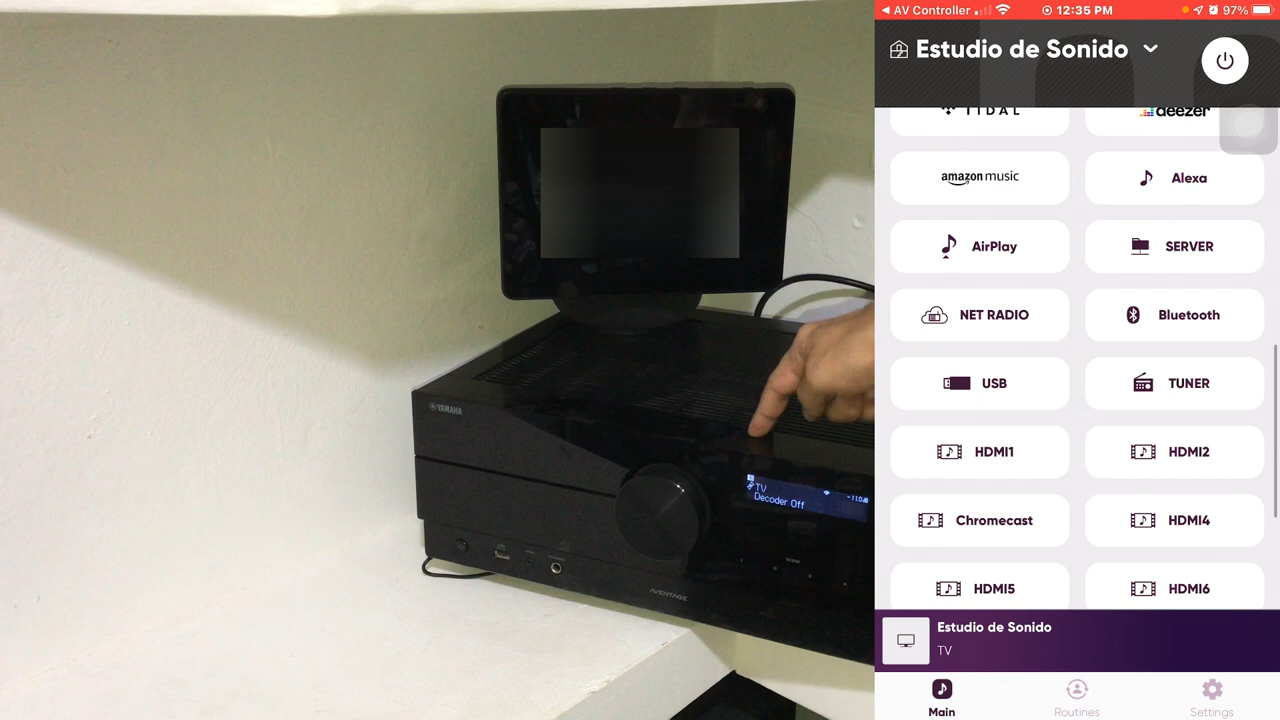 YAMAHA
TV
Decoder Off
SCENE
AVENTAGE
AV Controller
12:35 PM
97%
Estudio de Sonido
TIDAL
deezer
amazon music
Alexa
AirPlay
SERVER
NET RADIO
Bluetooth
USB
TUNER
HDMI1
HDMI2
Chromecast
HDMI4
HDMI5
HDMI6
Estudio de Sonido
TV
Main
Routines
Settings